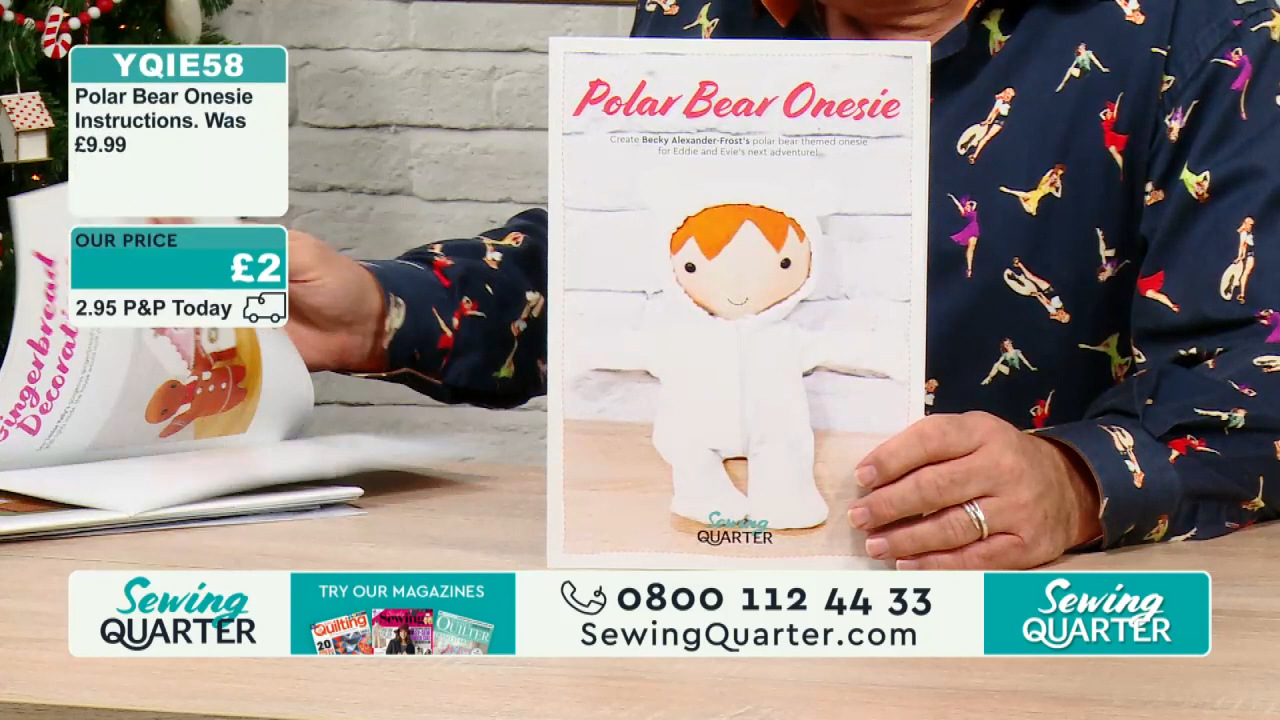 YQIE58
Polar Bear Onesie
Instructions. Was
£9.99
OUR PRICE
£2
2.95 P&P Today
Gingerbread
Decorati
Polar Bear Onesie
Create Becky Alexander-Frost's polar bear themed onesie
for Eddie and Evie's next adventure!
Sewing
QUARTER
Sewing
QUARTER
TRY OUR MAGAZINES
Quilting
20
Sewing
QUILTER
0800 112 44 33
SewingQuarter.com
Sewing
QUARTER